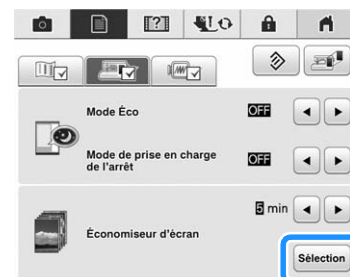 Mode Éco
OFF
Mode de prise en charge
de l'arrêt
OFF
5 min
Économiseur d'écran
Sélection